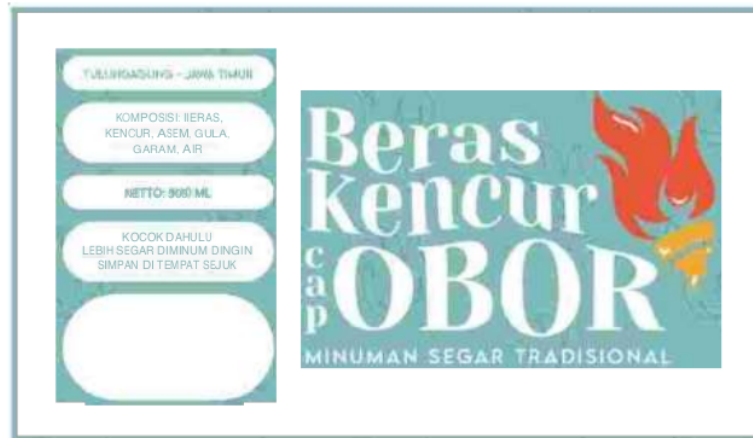 TULUNGAGUNG - JAWA TIMUR
KOMPOSISI: BERAS,
KENCUR, ASEM, GULA,
GARAM, AIR
NETTO: ML
KOCOK DAHULU
LEBIH SEGAR DIMINUM DINGIN
SIMPAN DI TEMPAT SEJUK
Beras
Kencur
cap OBOR
MINUMAN SEGAR TRADISIONAL